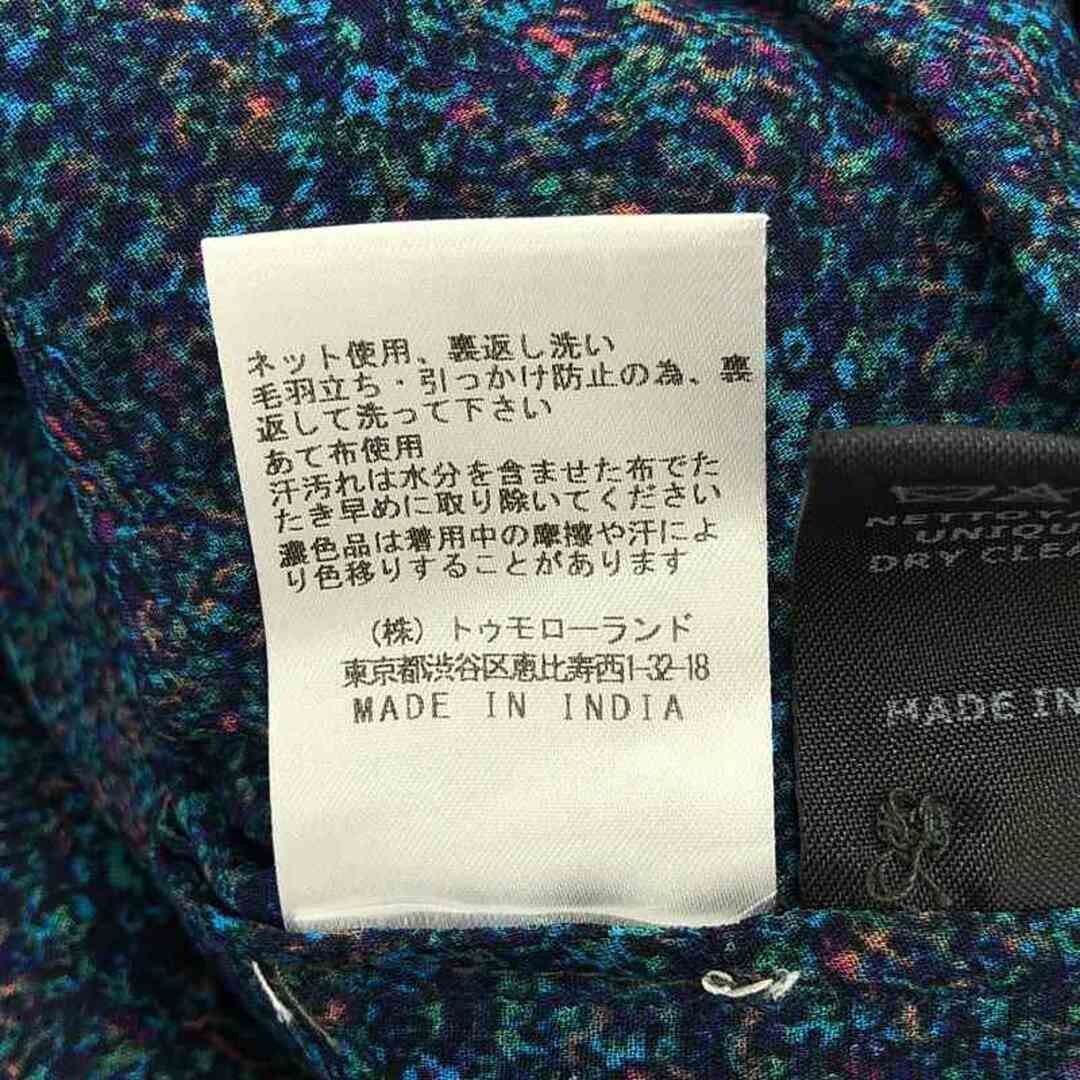 ネット使用、裏返し洗い
毛羽立ち・引っかけ防止の為、裏
返して洗って下さい
あて布使用
汗汚れは水分を含ませた布でた
たき早めに取り除いてください
濃色品は着用中の摩擦や汗によ
り色移りすることがあります
(株)トゥモローランド
東京都渋谷区恵比寿西1-32-18
MADE IN INDIA
NETTOY
UNIQU
DRY CLEA
MADE IN